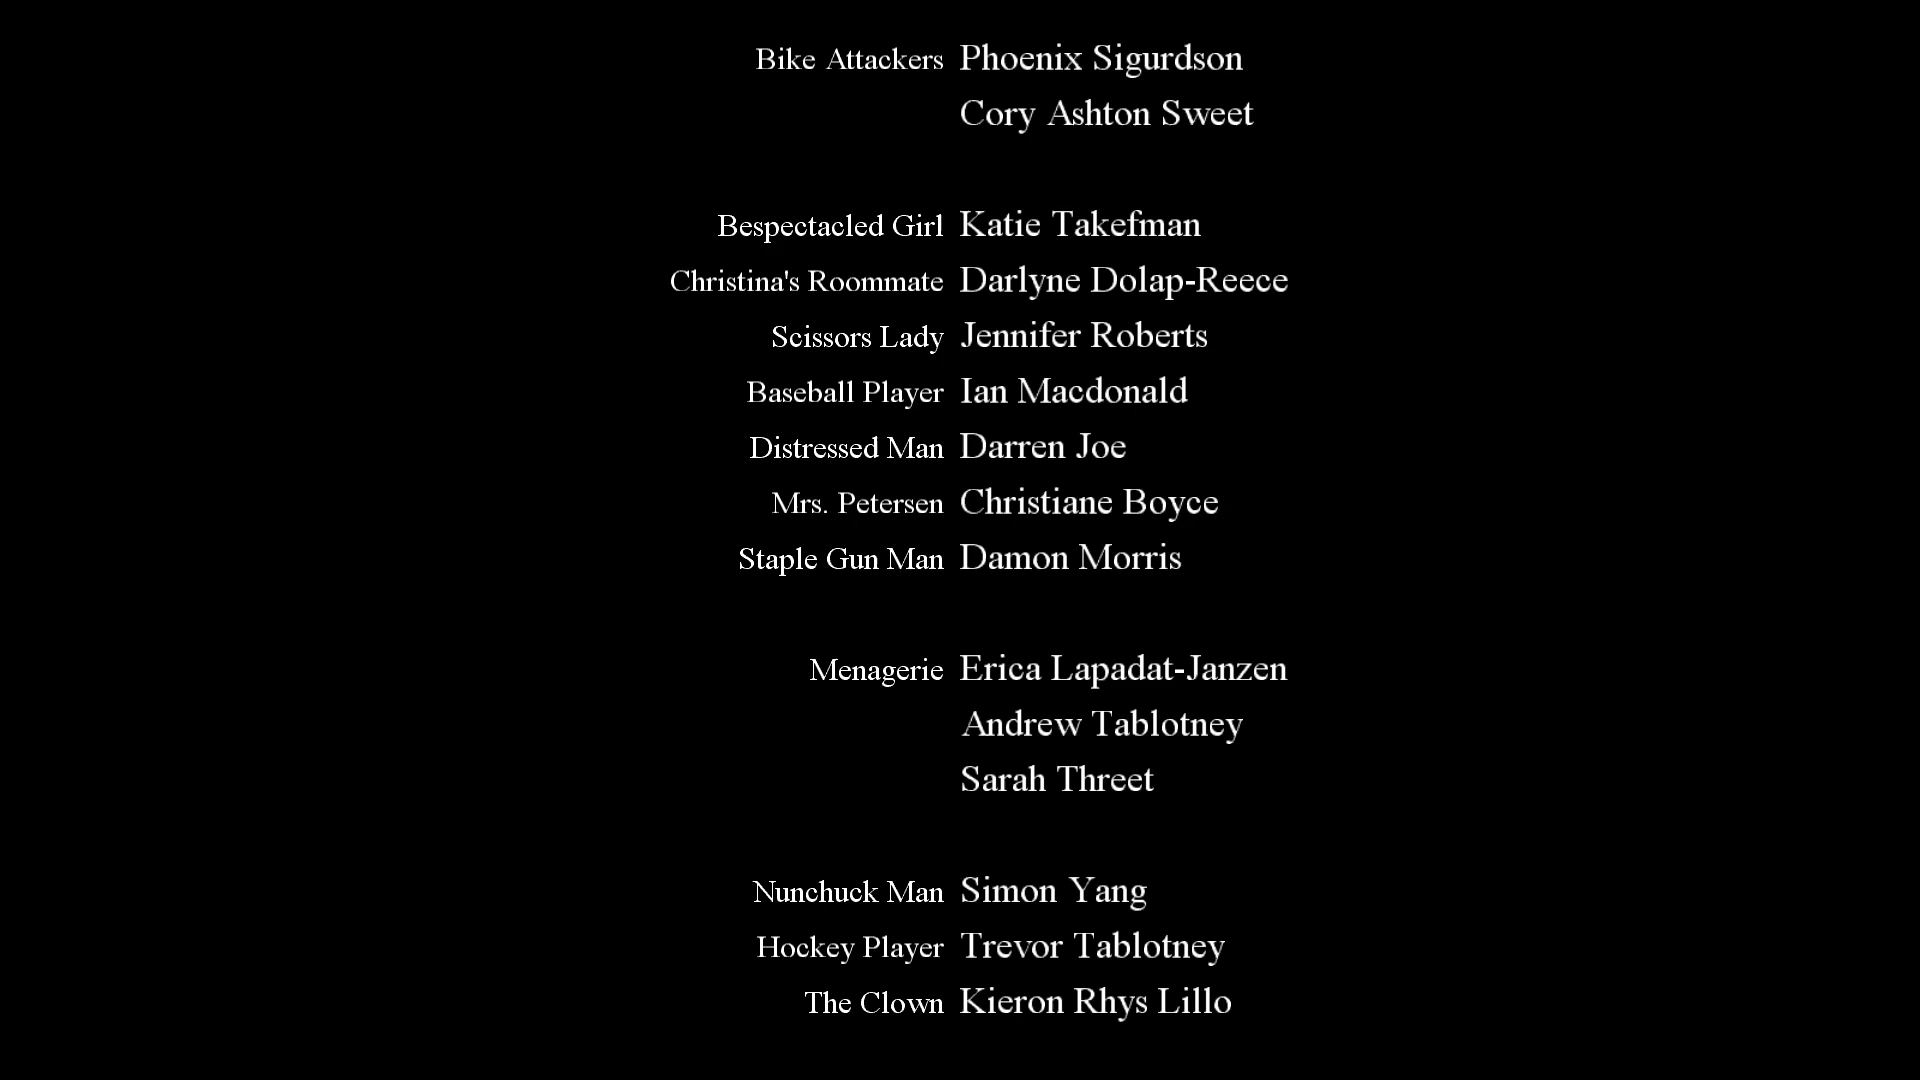 Bike Attackers Phoenix Sigurdson
Cory Ashton Sweet
Bespectacled Girl Katie Takefman
Christina's Roommate Darlyne Dolap-Reece
Scissors Lady Jennifer Roberts
Baseball Player Ian Macdonald
Distressed Man Darren Joe
Mrs. Petersen Christiane Boyce
Staple Gun Man Damon Morris
Menagerie Erica Lapadat-Janzen
Andrew Tablotney
Sarah Threet
Nunchuck Man Simon Yang
Hockey Player Trevor Tablotney
The Clown Kieron Rhys Lillo